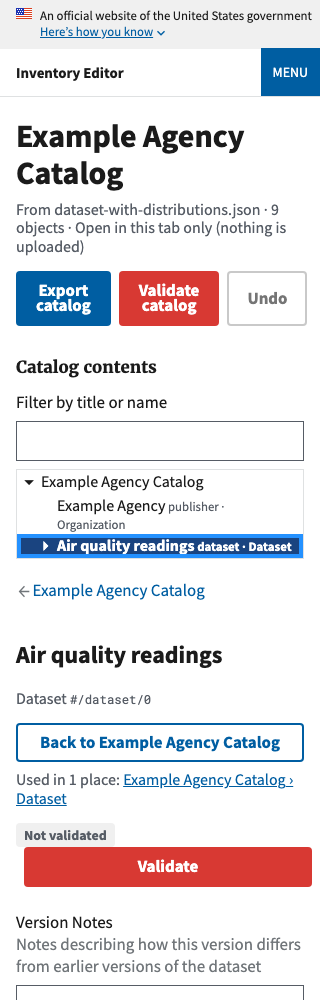 An official website of the United States government
Here's how you know
Inventory Editor
MENU
Example Agency
Catalog
From dataset-with-distributions.json · 9
objects · Open in this tab only (nothing is
uploaded)
Export
catalog
Validate
catalog
Undo
Catalog contents
Filter by title or name
Example Agency Catalog
Example Agency publisher ·
Organization
Air quality readings dataset · Dataset
← Example Agency Catalog
Air quality readings
Dataset #/dataset/0
Back to Example Agency Catalog
Used in 1 place: Example Agency Catalog ›
Dataset
Not validated
Validate
Version Notes
Notes describing how this version differs
from earlier versions of the dataset